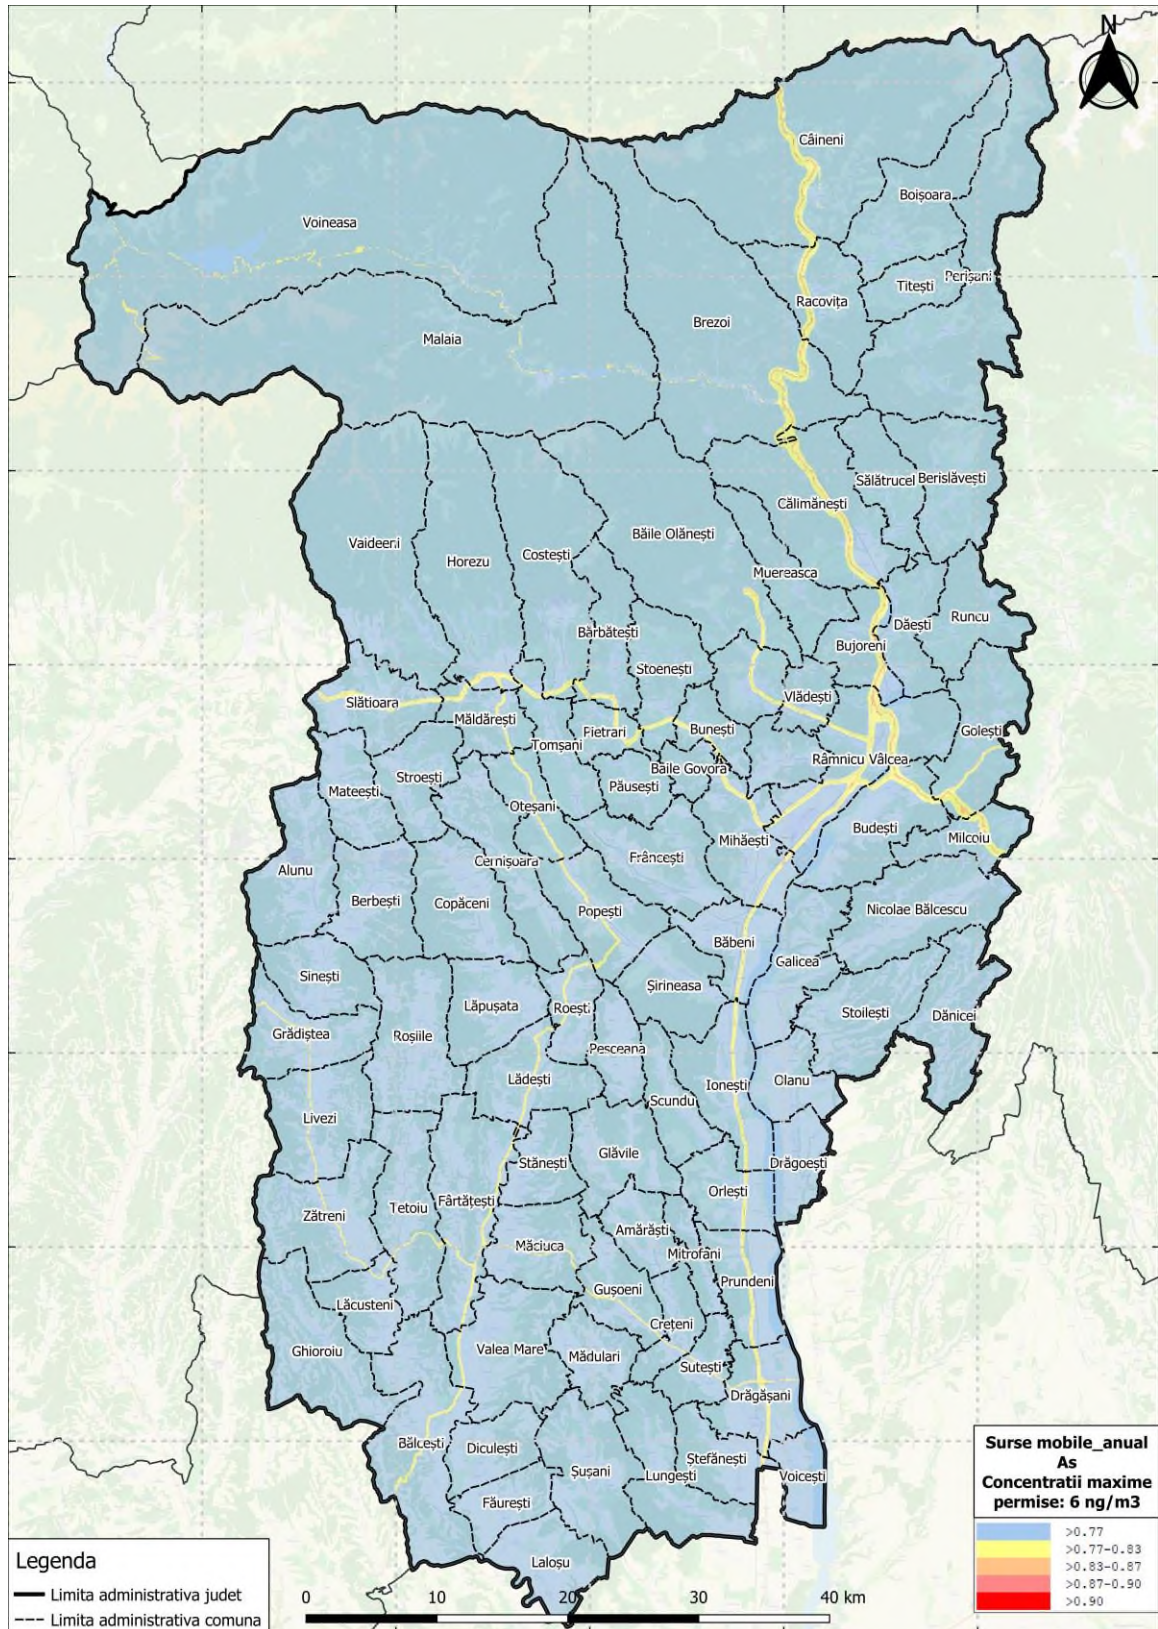 N
Câineni
Boișoara
Voineasa
Perișani
Titești
Racovița
Brezoi
Malaia
Sălătrucel
Berislăvești
Călimănești
Băile Olănești
Vaideeni
Costești
Horezu
Muereasca
Runcu
Dăești
Bărbătești
Bujoreni
Stoenești
Vlădești
Slătioara
Măldărești
Pietrari
Bunești
Golești
Tomșani
Râmnicu Vâlcea
Băile Govora
Stroești
Păusești
Mateești
Oteșani
Budești
Milcoiu
Mihăești
Frâncești
Cernișoara
Alunu
Berbești
Copăceni
Popești
Nicolae Bălcescu
Băbeni
Galicea
Sinești
Șirineasa
Lăpușata
Roești
Stoilești
Dănicei
Grădiștea
Roșiile
Pesceana
Lădești
Ionești
Olanu
Scundu
Livezi
Glăvile
Stănești
Drăgoești
Orlești
Fârtățești
Tetoiu
Zătreni
Amărăști
Măciuca
Mitrofani
Prundeni
Gușoeni
Lăcusteni
Crețeni
Valea Mare
Ghioroiu
Mădulari
Sutești
Drăgășani
Bălcești
Diculești
Ștefănești
Șușani
Lungești
Voicești
Făurești
Lalosu
Surse mobile_anual
As
Concentratii maxime
permise: 6 ng/m3
>0.77
>0.77-0.83
>0.83-0.87
>0.87-0.90
>0.90
Legenda
Limita administrativa judet
Limita administrativa comuna
0 10 20 30 40 km